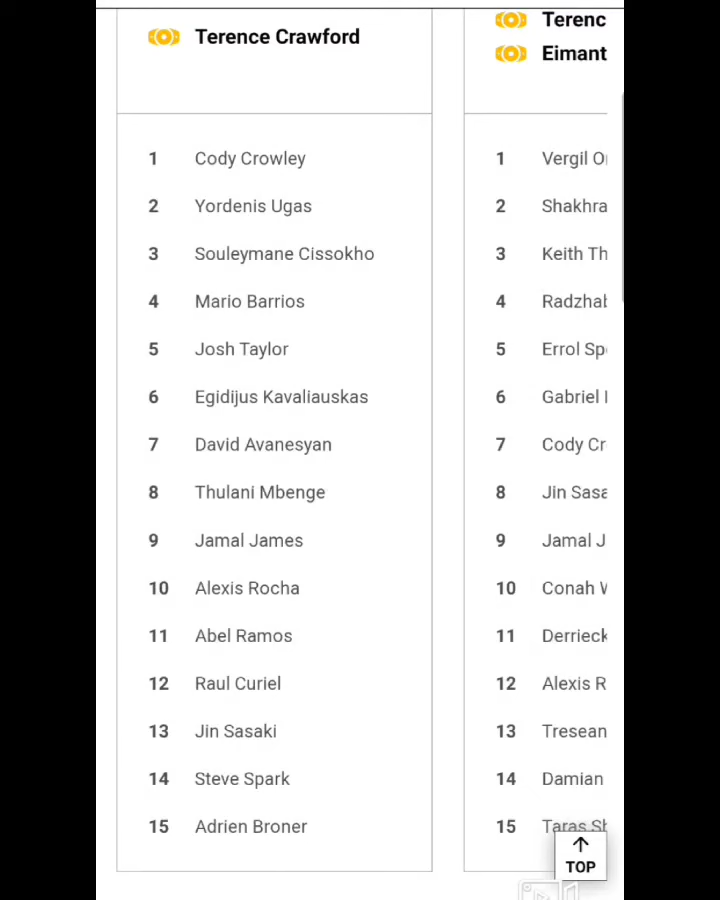 Terence Crawford
1 Cody Crowley
2 Yordenis Ugas
3 Souleymane Cissokho
4 Mario Barrios
5 Josh Taylor
6 Egidijus Kavaliauskas
7 David Avanesyan
8 Thulani Mbenge
9 Jamal James
10 Alexis Rocha
11 Abel Ramos
12 Raul Curiel
13 Jin Sasaki
14 Steve Spark
15 Adrien Broner
Terenc
Eimant
1 Vergil O
2 Shakhra
3 Keith Th
4 Radzhab
5 Errol Sp
6 Gabriel
7 Cody Cr
8 Jin Sasa
9 Jamal J
10 Conah
11 Derrieck
12 Alexis R
13 Tresean
14 Damian
15 Taras Sh
TOP